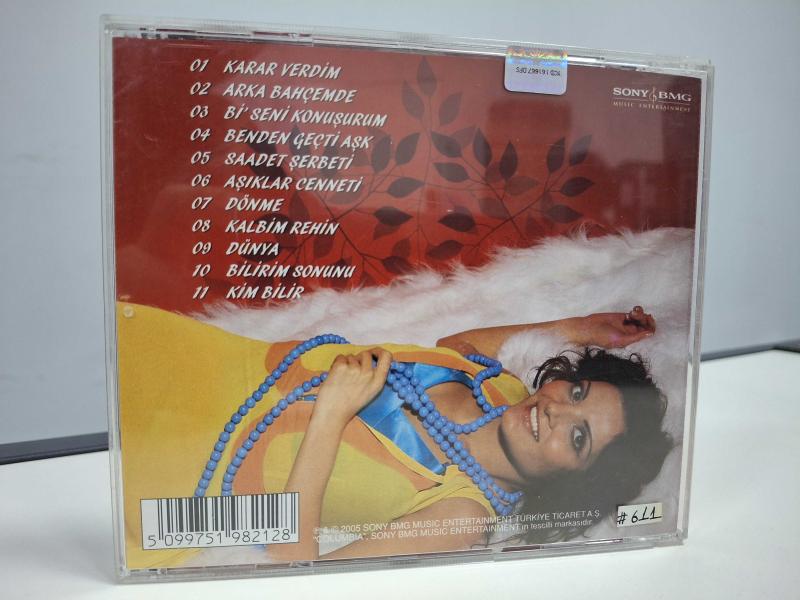 01 KARAR VERDİM
02 ARKA BAHÇEMDE
03 Bİ' SENİ KONUŞURUM
04 BENDEN GEÇTİ AŞK
05 SAADET ŞERBETİ
06 AŞIKLAR CENNETİ
07 DÖNME
08 KALBİM REHİN
09 DÜNYA
10 BİLİRİM SONUNU
11 KİM BİLİR
SONY BMG
MUSIC ENTERTAINMENT
5 099751 982128
℗ & © 2005 SONY BMG MUSIC ENTERTAINMENT TÜRKİYE TİCARET A.Ş.
"COLUMBIA", SONY BMG MUSIC ENTERTAINMENT'ın tescilli markasıdır.
#611